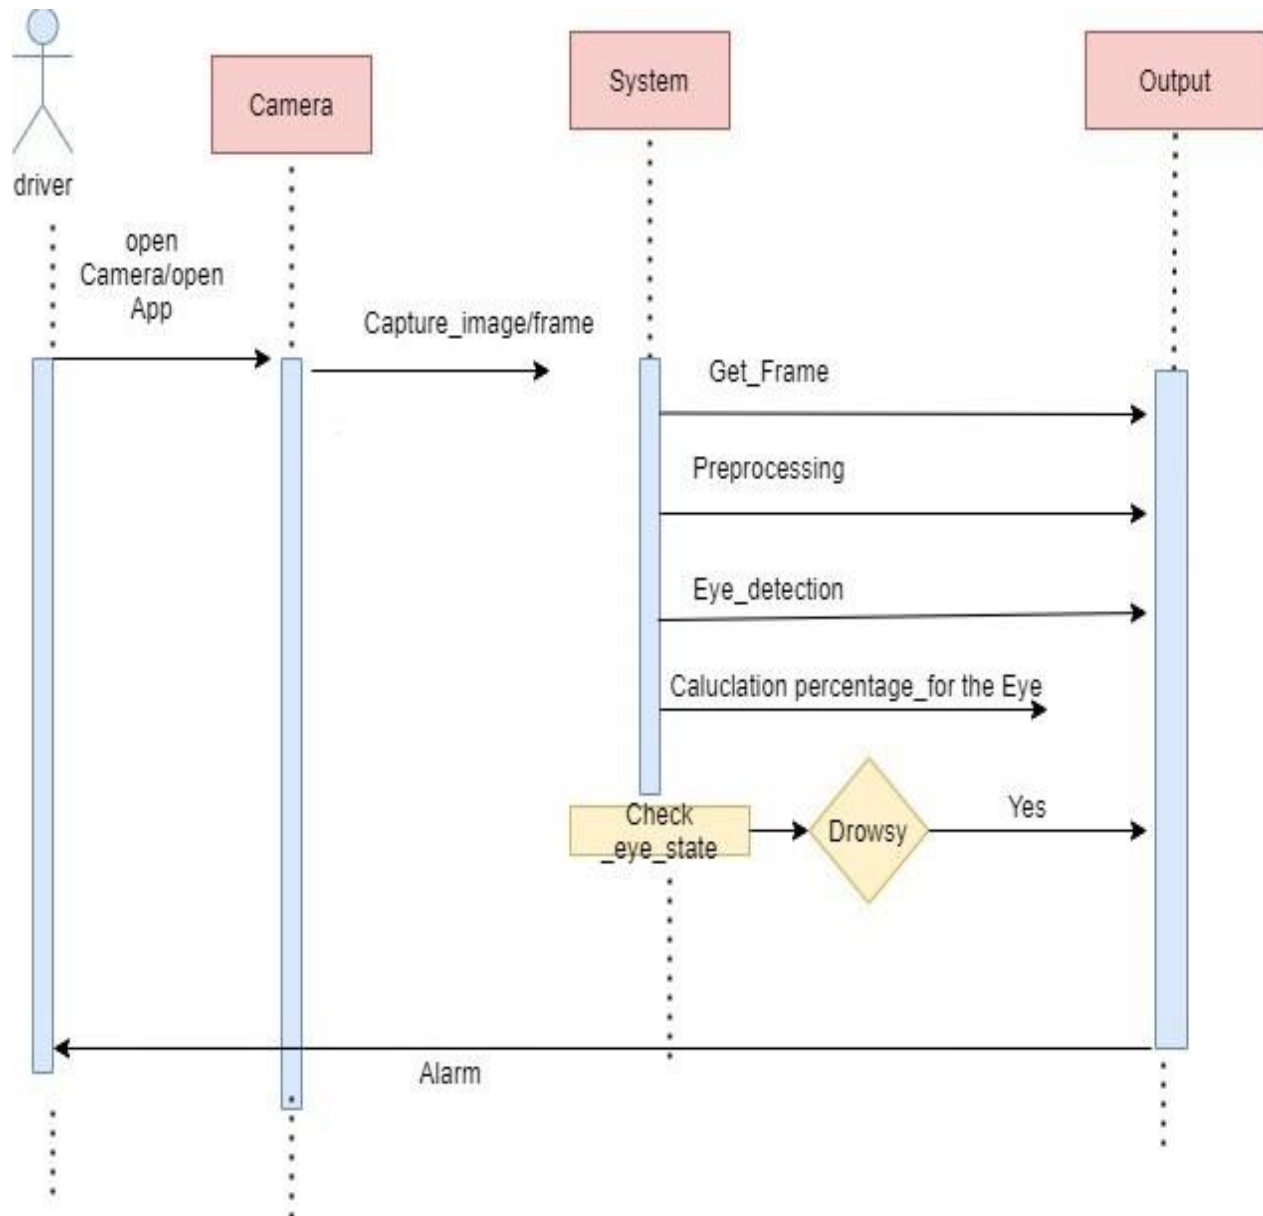 System
Output
Camera
driver
open
Camera/open
App
Capture_image/frame
Get_Frame
Preprocessing
Eye_detection
Caluclation percentage_for the Eye
Check
_eye_state
Drowsy
Yes
Alarm